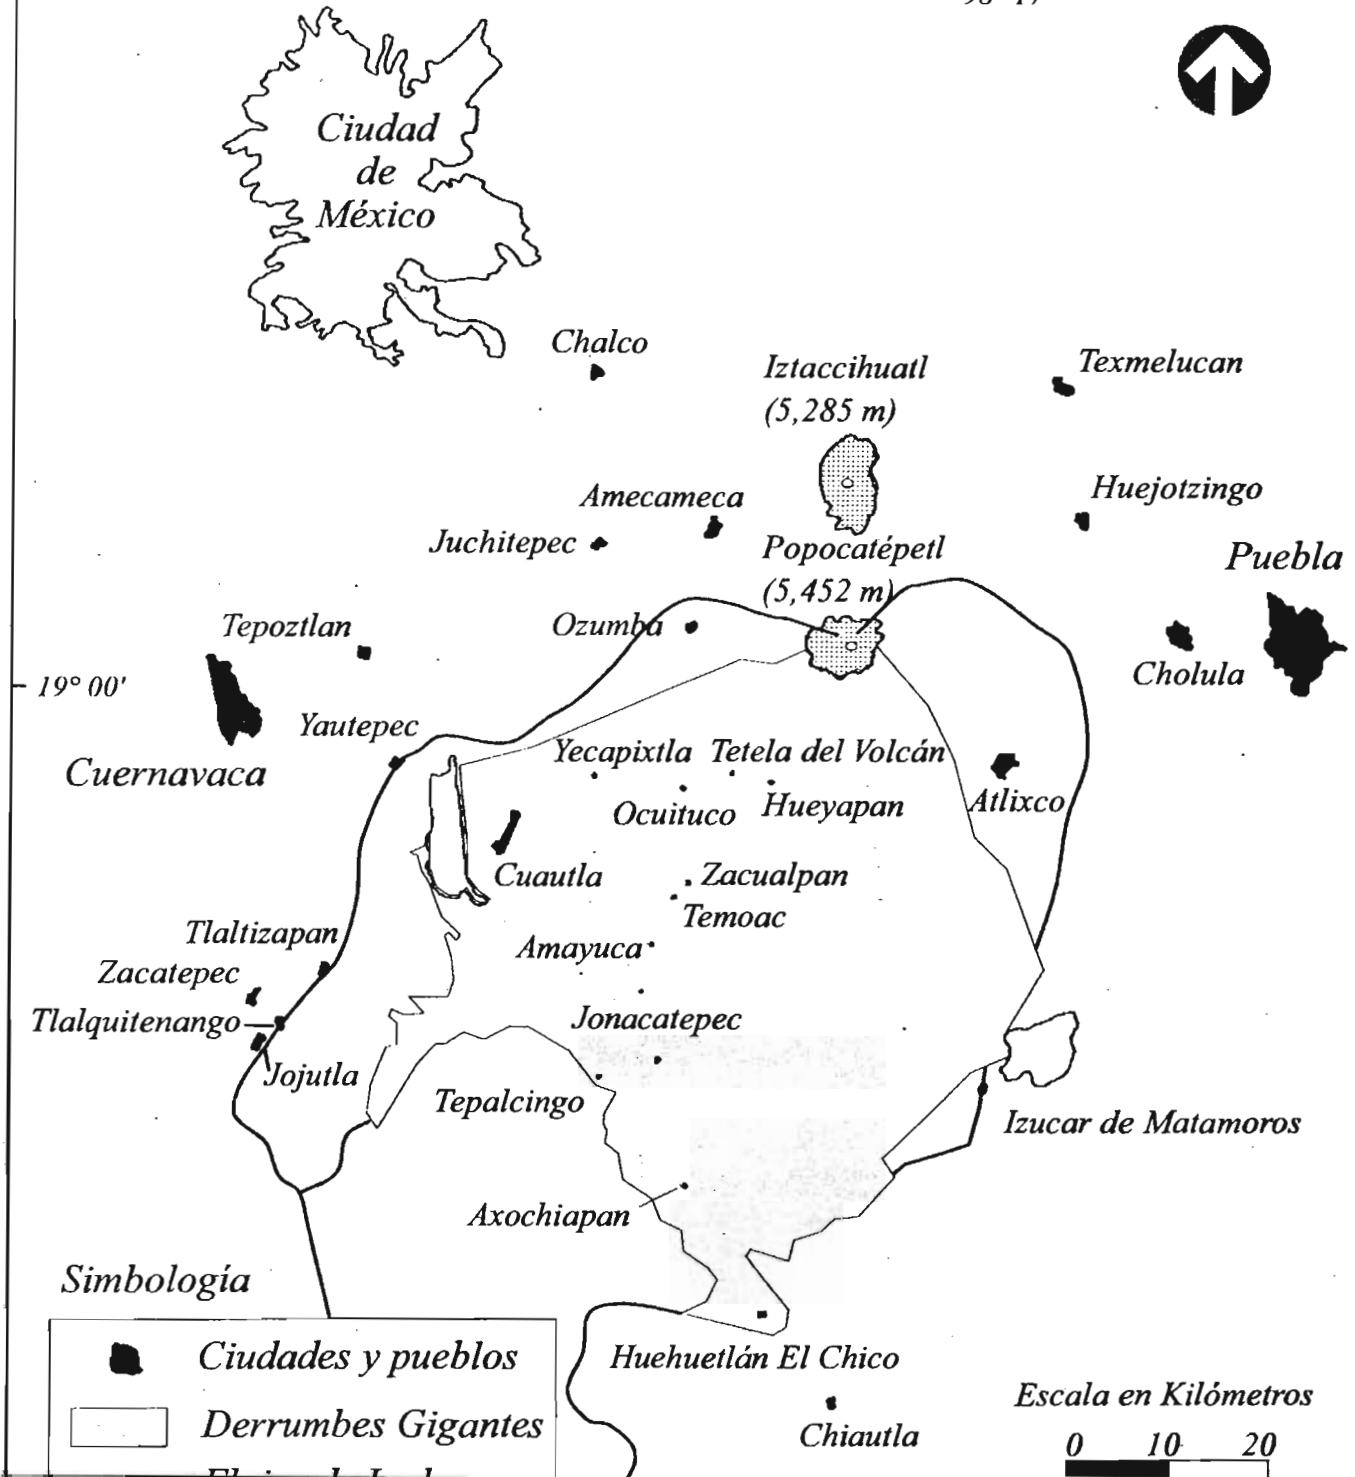 Ciudad
de
México
Chalco
Iztaccihuatl
(5,285 m)
Texmelucan
Amecameca
Huejotzingo
Juchitepec
Popocatépetl
(5,452 m)
Puebla
Tepoztlan
Ozumba
Cholula
19° 00'
Yautepec
Cuernavaca
Yecapixtla
Tetela del Volcán
Ocuituco
Hueyapan
Atlixco
Cuautla
Zacualpan
Temoac
Tlaltizapan
Amayuca
Zacatepec
Tlalquitenango
Jonacatepec
Jojutla
Tepalcingo
Izucar de Matamoros
Axochiapan
Simbología
Ciudades y pueblos
Huehuetlán El Chico
Escala en Kilómetros
Derrumbes Gigantes
Chiautla
0 10 20